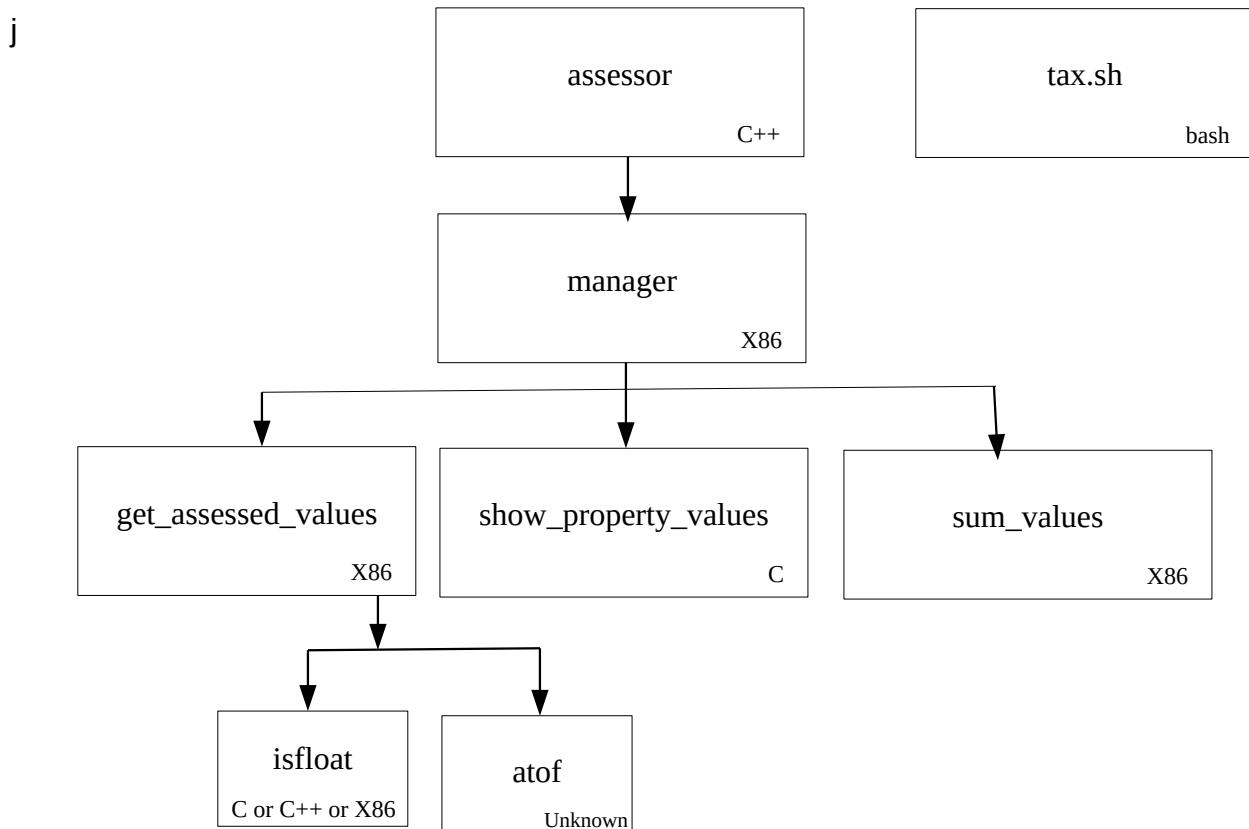 j
assessor
C++
tax.sh
bash
manager
X86
get_assessed_values
X86
show_property_values
C
sum_values
X86
isfloat
C or C++ or X86
atof
Unknown